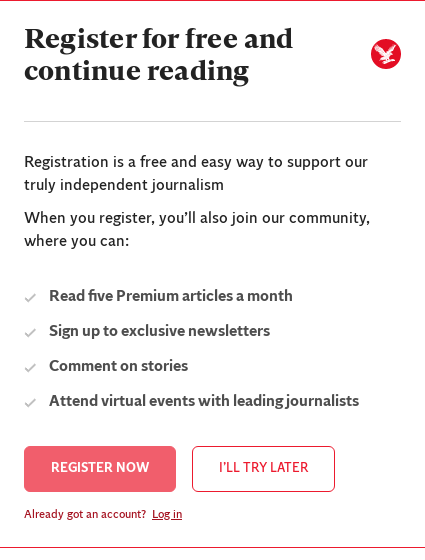 Register for free and
continue reading
Registration is a free and easy way to support our
truly independent journalism
When you register, you’ll also join our community,
where you can:
Read five Premium articles a month
Sign up to exclusive newsletters
Comment on stories
Attend virtual events with leading journalists
REGISTER NOW
I’LL TRY LATER
Already got an account? Log in